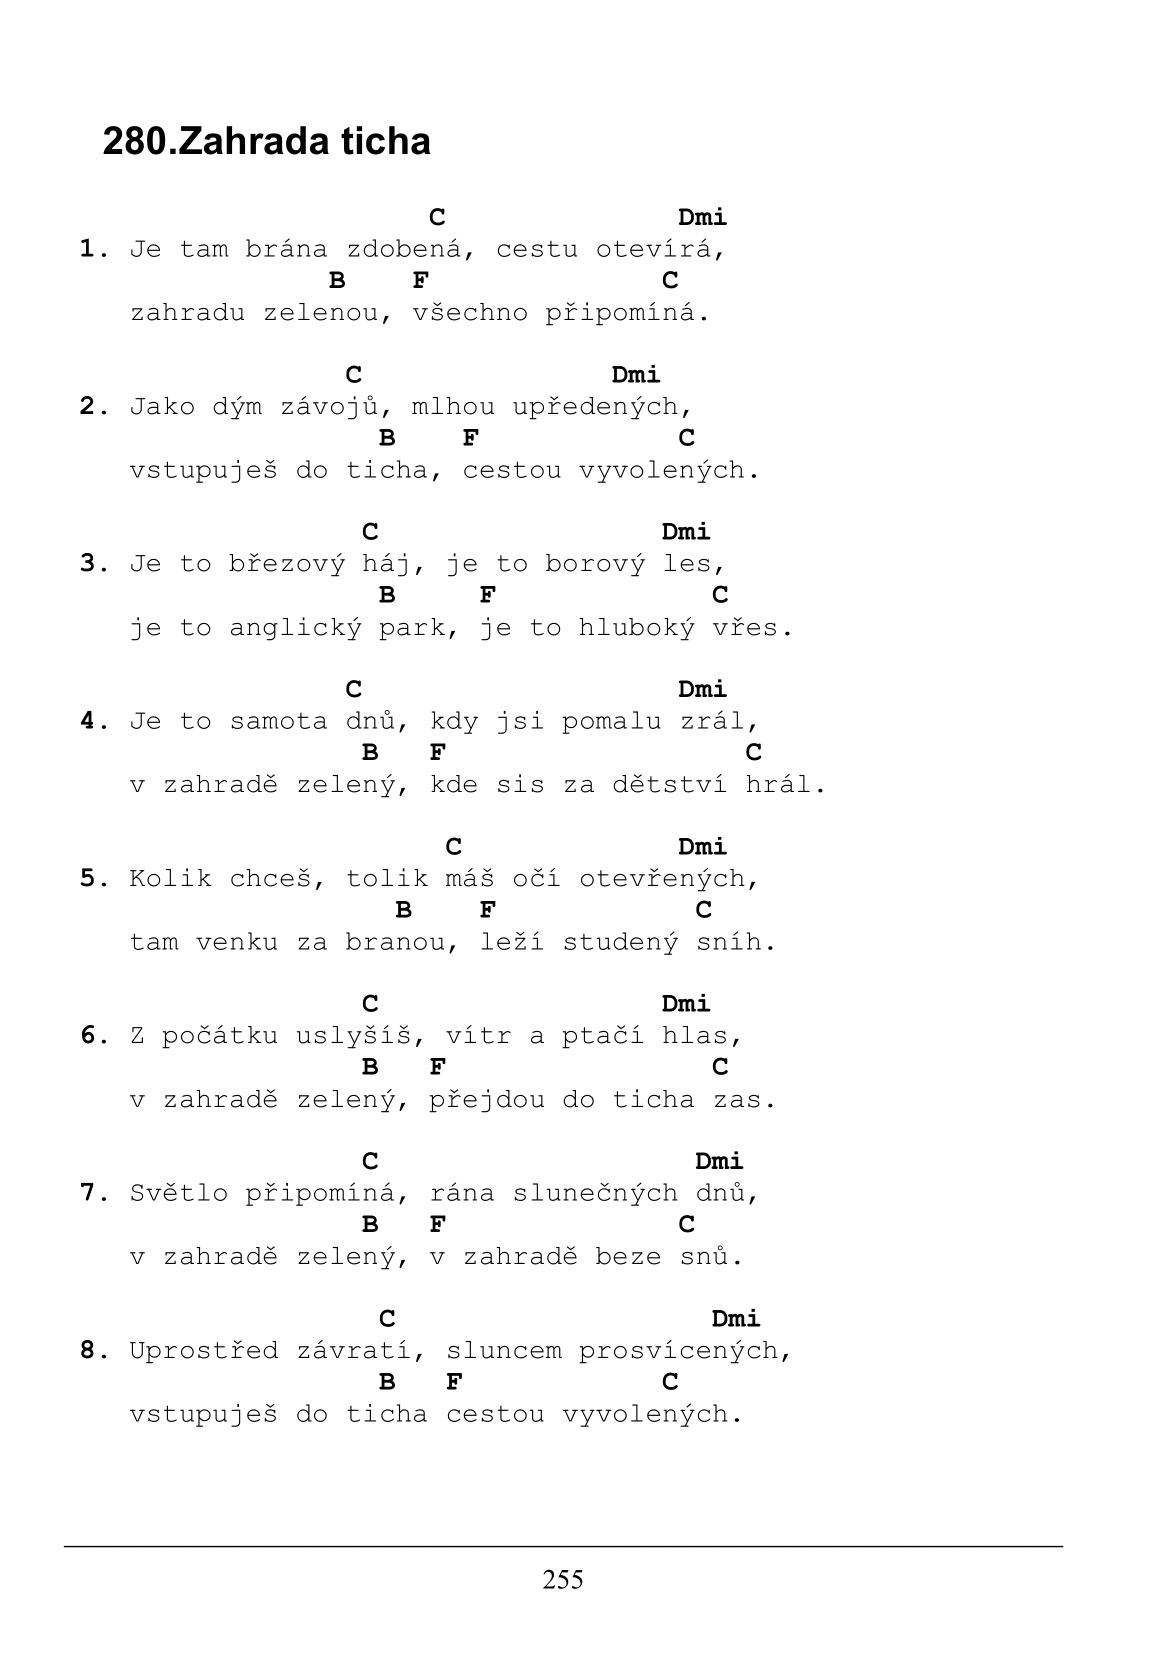 280.Zahrada ticha
C Dmi
1. Je tam brána zdobená, cestu otevírá,
B F C
zahradu zelenou, všechno připomíná.
C Dmi
2. Jako dým závojů, mlhou upředených,
B F C
vstupuješ do ticha, cestou vyvolených.
C Dmi
3. Je to březový háj, je to borový les,
B F C
je to anglický park, je to hluboký vřes.
C Dmi
4. Je to samota dnů, kdy jsi pomalu zrál,
B F C
v zahradě zelený, kde sis za dětství hrál.
C Dmi
5. Kolik chceš, tolik máš očí otevřených,
B F C
tam venku za branou, leží studený sníh.
C Dmi
6. Z počátku uslyšíš, vítr a ptačí hlas,
B F C
v zahradě zelený, přejdou do ticha zas.
C Dmi
7. Světlo připomíná, rána slunečných dnů,
B F C
v zahradě zelený, v zahradě beze snů.
C Dmi
8. Uprostřed závratí, sluncem prosvícených,
B F C
vstupuješ do ticha cestou vyvolených.
255